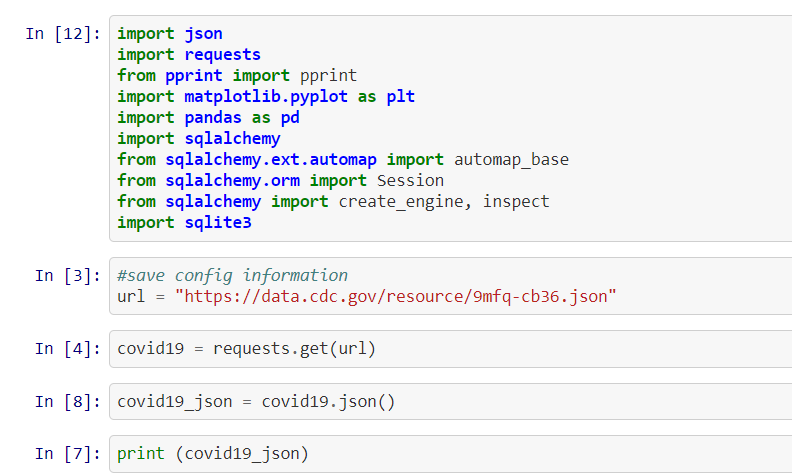 In [12]: import json
import requests
from pprint import pprint
import matplotlib.pyplot as plt
import pandas as pd
import sqlalchemy
from sqlalchemy.ext.automap import automap_base
from sqlalchemy.orm import Session
from sqlalchemy import create_engine, inspect
import sqlite3
In [3]: #save config information
url = "https://data.cdc.gov/resource/9mfq-cb36.json"
In [4]: covid19 = requests.get(url)
In [8]: covid19_json = covid19.json()
In [7]: print (covid19_json)